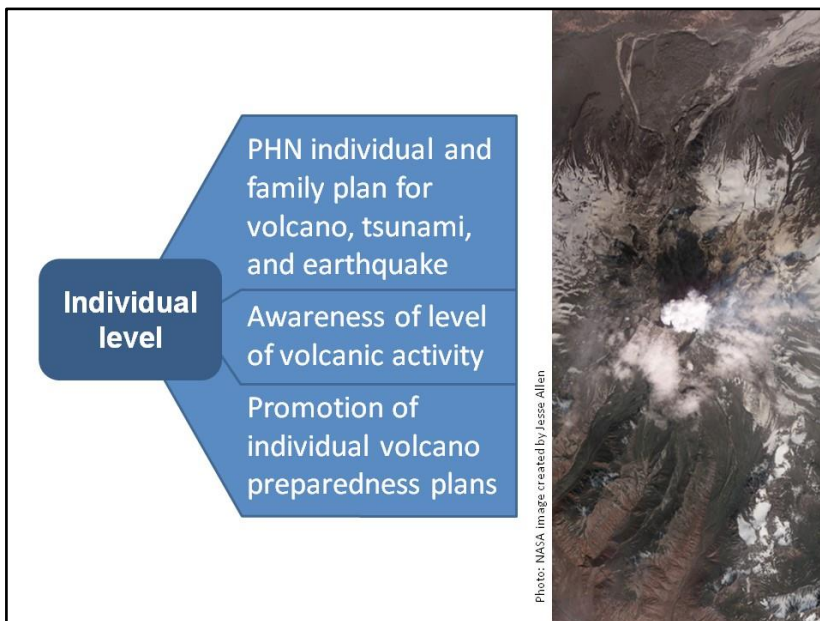 Individual
level
PHN individual and
family plan for
volcano, tsunami,
and earthquake
Awareness of level
of volcanic activity
Promotion of
individual volcano
preparedness plans
Photo: NASA image created by Jesse Allen